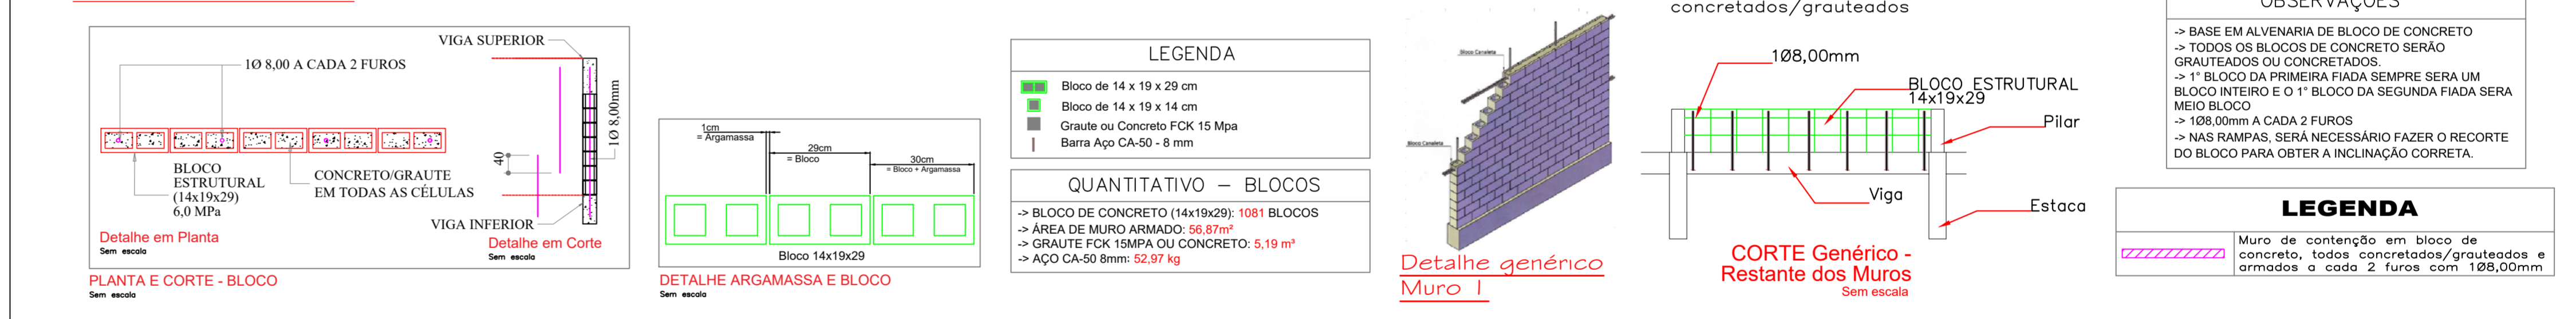 VIGA SUPERIOR
1Ø 8,00 A CADA 2 FUROS
1Ø 8,00mm
40
BLOCO
ESTRUTURAL
(14x19x29)
6,0 MPa
CONCRETO/GRAUTE
EM TODAS AS CÉLULAS
VIGA INFERIOR
Detalhe em Planta
Sem escala
Detalhe em Corte
Sem escala
PLANTA E CORTE - BLOCO
Sem escala
1cm
= Argamassa
29cm
= Bloco
30cm
= Bloco + Argamassa
Bloco 14x19x29
DETALHE ARGAMASSA E BLOCO
Sem escala
LEGENDA
Bloco de 14 x 19 x 29 cm
Bloco de 14 x 19 x 14 cm
Graute ou Concreto FCK 15 Mpa
Barra Aço CA-50 - 8 mm
QUANTITATIVO - BLOCOS
-> BLOCO DE CONCRETO (14x19x29): 1081 BLOCOS
-> ÁREA DE MURO ARMADO: 56,87m²
-> GRAUTE FCK 15MPA OU CONCRETO: 5,19 m³
-> AÇO CA-50 8mm: 52,97 kg
Bloco Canaleta
Bloco Canaleta
Detalhe genérico
Muro 1
concretados/grauteados
1Ø8,00mm
BLOCO ESTRUTURAL
14x19x29
Pilar
Viga
Estaca
CORTE Genérico -
Restante dos Muros
Sem escala
OBSERVAÇÕES
-> BASE EM ALVENARIA DE BLOCO DE CONCRETO
-> TODOS OS BLOCOS DE CONCRETO SERÃO
GRAUTEADOS OU CONCRETADOS.
-> 1° BLOCO DA PRIMEIRA FIADA SEMPRE SERA UM
BLOCO INTEIRO E O 1° BLOCO DA SEGUNDA FIADA SERA
MEIO BLOCO
-> 1Ø8,00mm A CADA 2 FUROS
-> NAS RAMPAS, SERÁ NECESSÁRIO FAZER O RECORTE
DO BLOCO PARA OBTER A INCLINAÇÃO CORRETA.
LEGENDA
Muro de contenção em bloco de
concreto, todos concretados/grauteados e
armados a cada 2 furos com 1Ø8,00mm